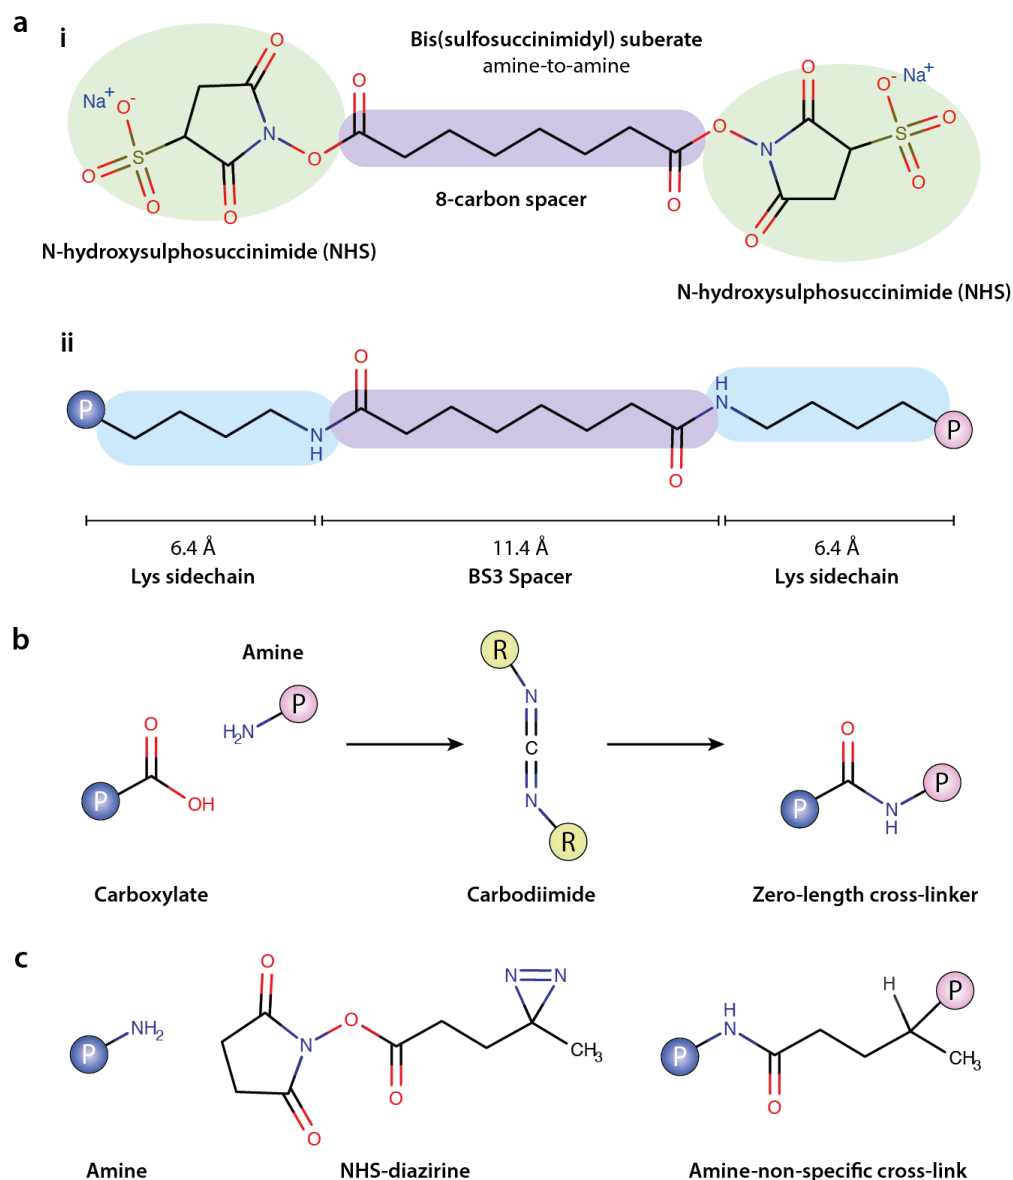 a
i
Bis(sulfosuccinimidyl) suberate
amine-to-amine
O
O
O
Na+
O-
N
O
S
O
O
O
8-carbon spacer
O
O
N
O
O-
Na+
S
O
O
O
N-hydroxysulphosuccinimide (NHS)
N-hydroxysulphosuccinimide (NHS)
ii
P
O
N
H
H
N
O
P
6.4 Å
11.4 Å
6.4 Å
Lys sidechain
BS3 Spacer
Lys sidechain
b
Amine
O
H2N
P
P
OH
R
N
C
N
R
O
P
N
H
P
Carboxylate
Carbodiimide
Zero-length cross-linker
c
P
NH2
O
N
O
O
O
N
N
CH3
P
H
N
O
H
P
CH3
Amine
NHS-diazirine
Amine-non-specific cross-link